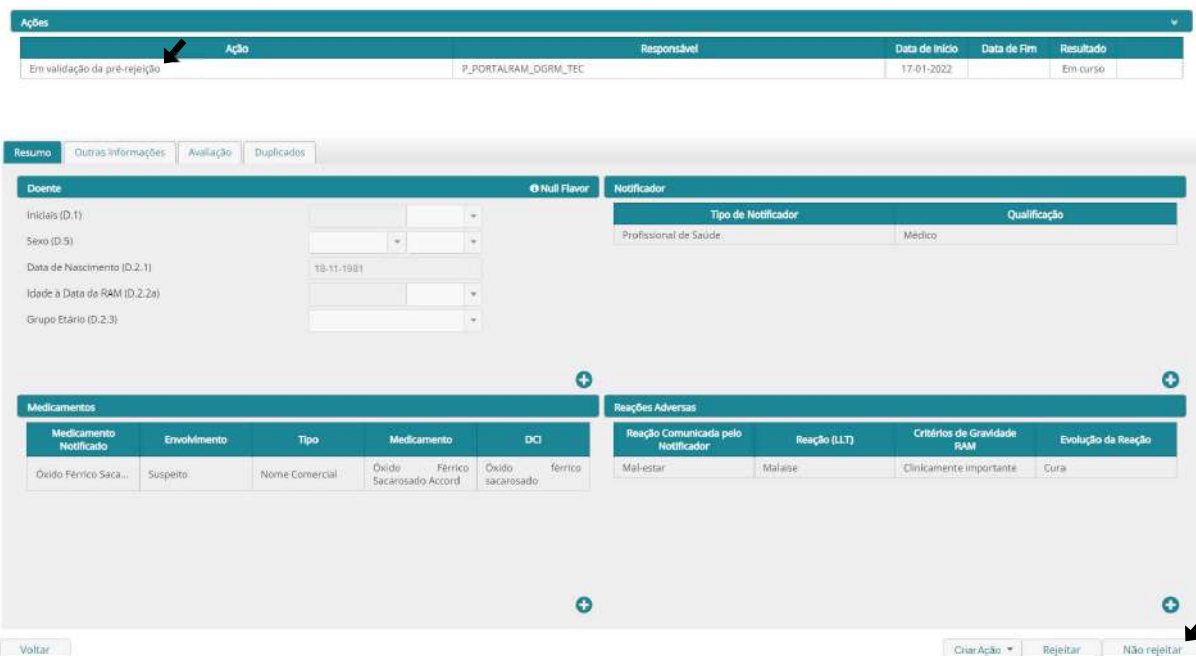 Ações
Ação Responsável Data de Início Data de Fim Resultado
Em validação da pré-rejeição P_PORTALRAM_DGRM_TEC 17-01-2022 Em curso
Resumo Outras Informações Avaliação Duplicados
Doente Null Flavor
Iniciais (D.1)
Sexo (D.5)
Data de Nascimento (D.2.1) 18-11-1981
Idade à Data da RAM (D.2.2a)
Grupo Etário (D.2.3)
Notificador
Tipo de Notificador Qualificação
Profissional de Saúde Médico
Medicamentos
Medicamento Notificado Envolvimento Tipo Medicamento DCI
Óxido Férrico Saca... Suspeito Nome Comercial Óxido Férrico Sacarosado Accord Óxido férrico sacarosado
Reações Adversas
Reação Comunicada pelo Notificador Reação (LLT) Critérios de Gravidade RAM Evolução da Reação
Mal-estar Malaise Clinicamente importante Cura
Voltar Criar Ação Rejeitar Não rejeitar